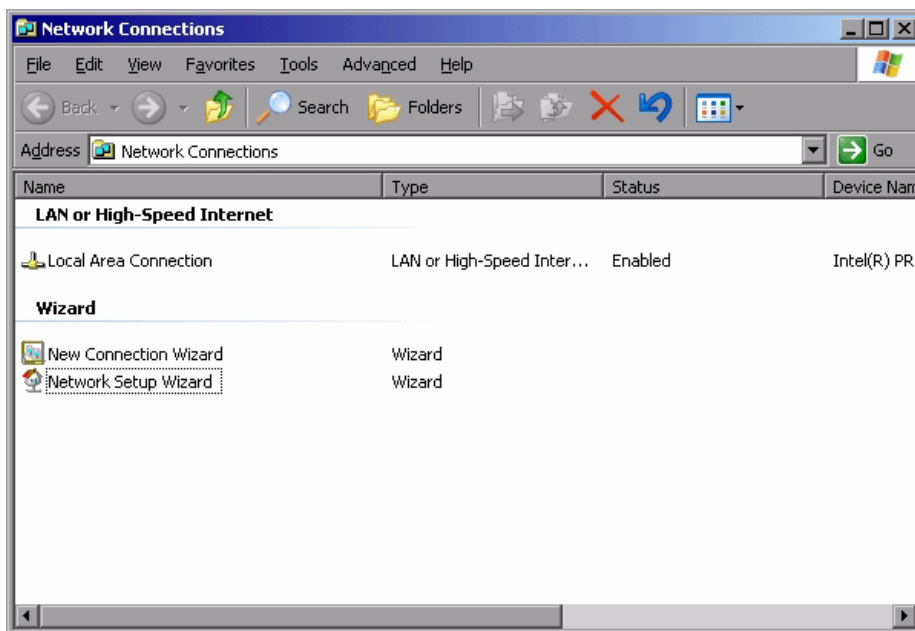 Network Connections
File Edit View Favorites Tools Advanced Help
Back Search Folders
Address Network Connections Go
Name Type Status Device Nam
LAN or High-Speed Internet
Local Area Connection LAN or High-Speed Inter... Enabled Intel(R) PR
Wizard
New Connection Wizard Wizard
Network Setup Wizard Wizard